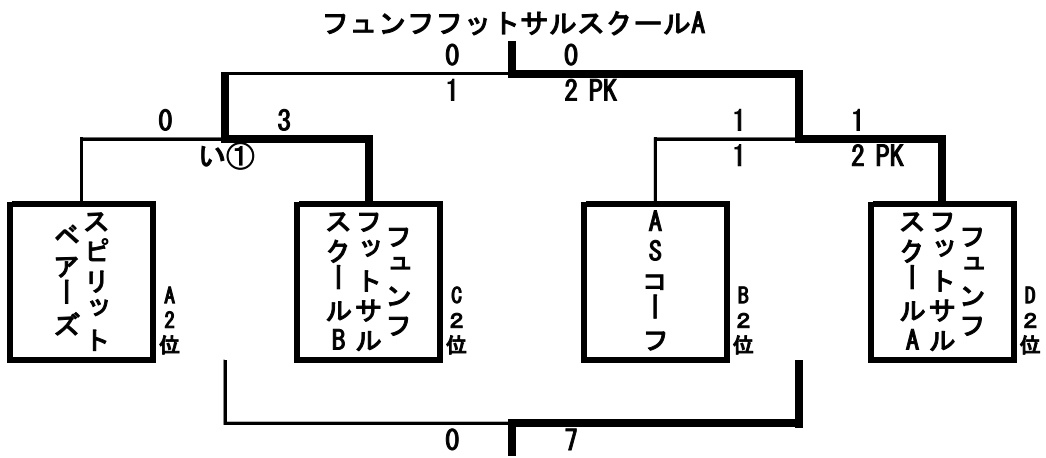 フュンフフットサルスクールA
0 0
1 2 PK
0 3
い①
1 1
1 2 PK
スピリット
ベアーズ
A2位
フュンフ
フットサル
スクールB
C2位
ASコーフ
B2位
フュンフ
フットサル
スクールA
D2位
0 7